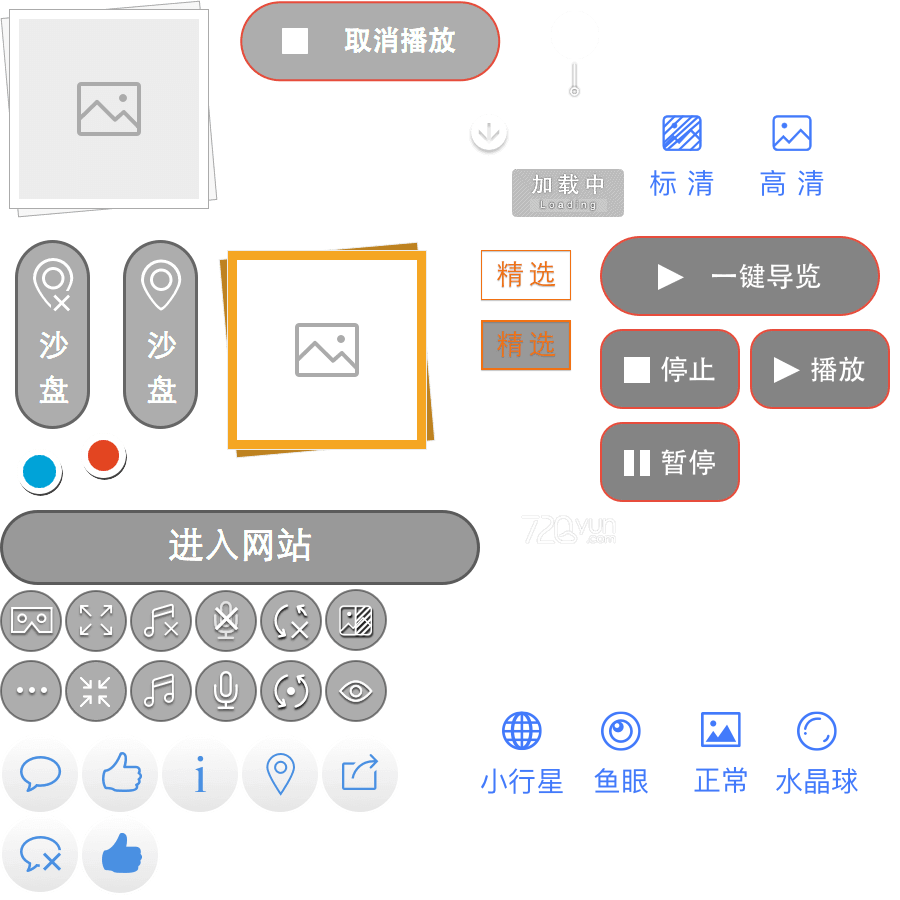 取消播放
标清
高清
加载中
Loading
沙盘
沙盘
精选
精选
一键导览
停止
播放
暂停
720yun.com
进入网站
i
小行星
鱼眼
正常
水晶球